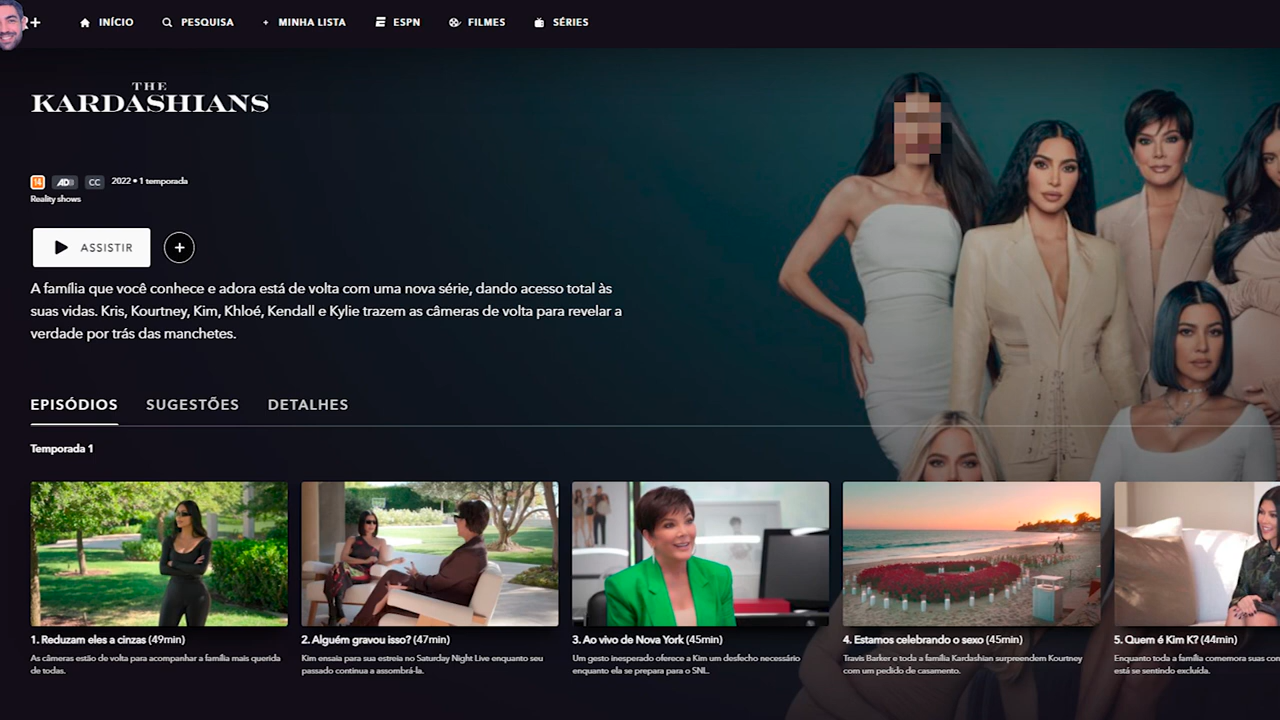 + INÍCIO PESQUISA + MINHA LISTA ESPN FILMES SÉRIES
THE
KARDASHIANS
14 AD CC 2022 • 1 temporada
Reality shows
ASSISTIR +
A família que você conhece e adora está de volta com uma nova série, dando acesso total às
suas vidas. Kris, Kourtney, Kim, Khloé, Kendall e Kylie trazem as câmeras de volta para revelar a
verdade por trás das manchetes.
EPISÓDIOS SUGESTÕES DETALHES
Temporada 1
1. Reduzam eles a cinzas (49min)
As câmeras estão de volta para acompanhar a família mais querida
de todas.
2. Alguém gravou isso? (47min)
Kim ensaia para sua estreia no Saturday Night Live enquanto seu
passado continua a assombrá-la.
3. Ao vivo de Nova York (45min)
Um gesto inesperado oferece a Kim um desfecho necessário
enquanto ela se prepara para o SNL.
4. Estamos celebrando o sexo (45min)
Travis Barker e toda a família Kardashian surpreendem Kourtney
com um pedido de casamento.
5. Quem é Kim K? (44min)
Enquanto toda a família comemora suas
está se sentindo excluída.